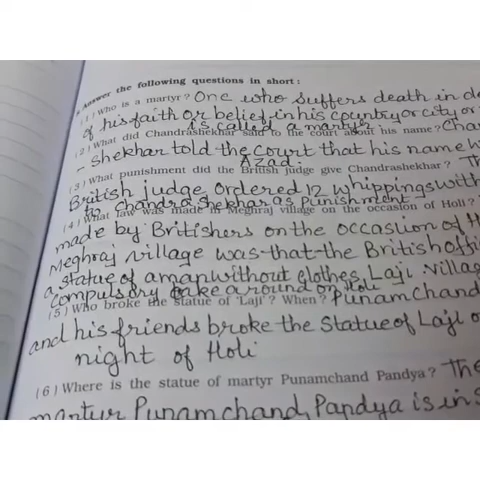 Answer the following questions in short :
(1) Who is a martyr? One who suffers death in de
of his faith or belief in his country or city or
is called a martyr.
(2) What did Chandrashekhar said to the court about his name? Cha
- shekhar told the court that his name w
Azad.
(3) What punishment did the British judge give Chandrashekhar? Th
British judge Ordered 12 whippings with
to Chandrashekhar as Punishment
(4) What law was made in Meghraj village on the occasion of Holi?
made by Britishers on the occasion of H
Meghraj village was that the British offi
a statue of a man without clothes, Laji villag
compulsory take around on Holi
(5) Who broke the statue of 'Laji'? When? Punamchand
and his friends broke the Statue of Laji o
night of Holi
(6) Where is the statue of martyr Punamchand Pandya? The
martyr Punamchand Pandya is in S